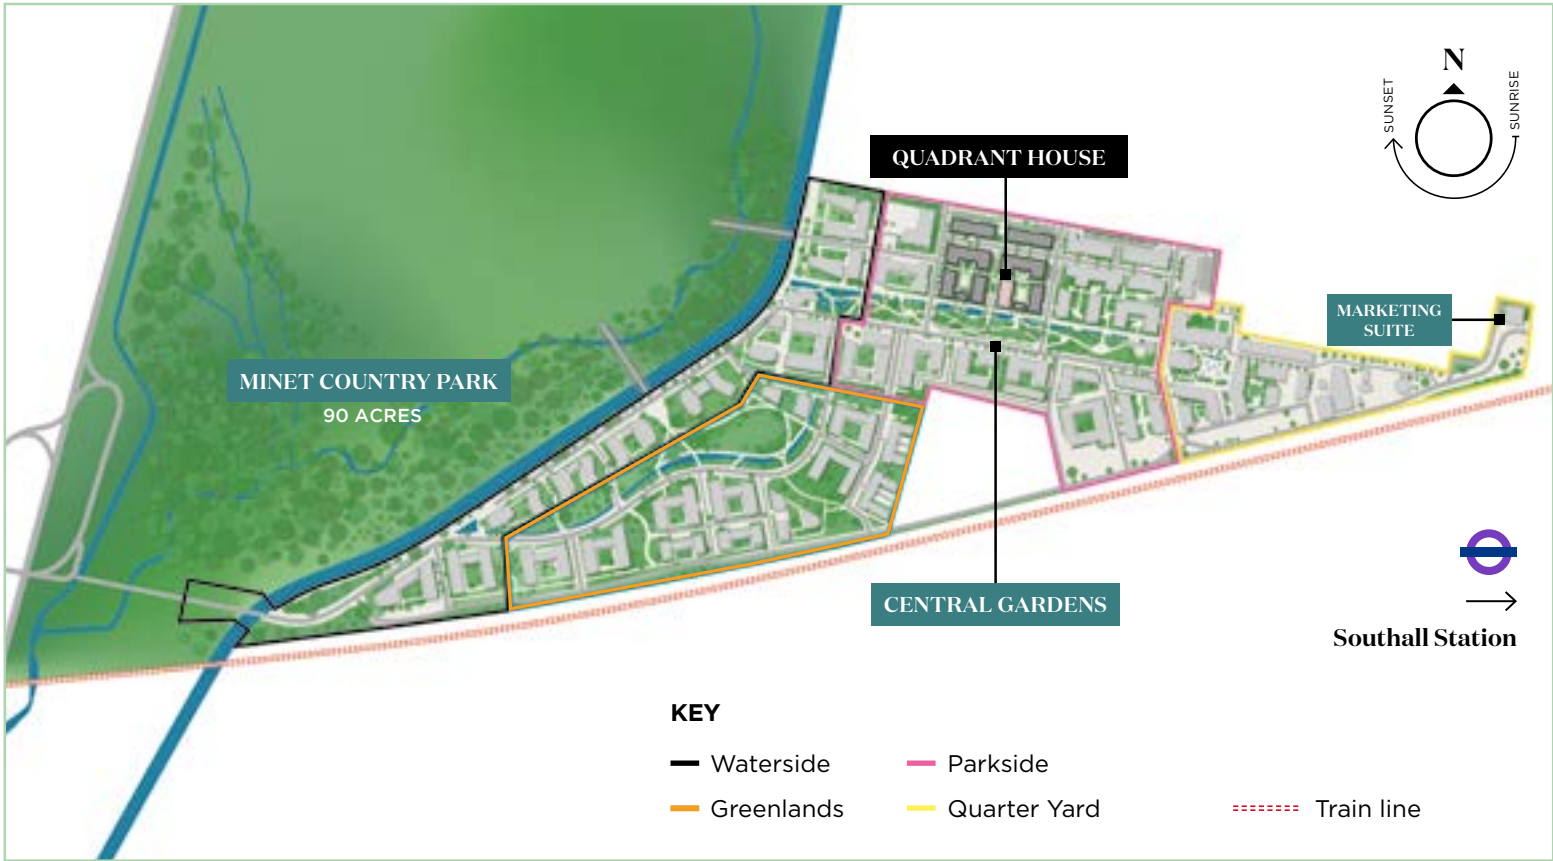 N
SUNSET
SUNRISE
QUADRANT HOUSE
MARKETING
SUITE
MINET COUNTRY PARK
90 ACRES
CENTRAL GARDENS
Southall Station
KEY
Waterside
Parkside
Greenlands
Quarter Yard
Train line